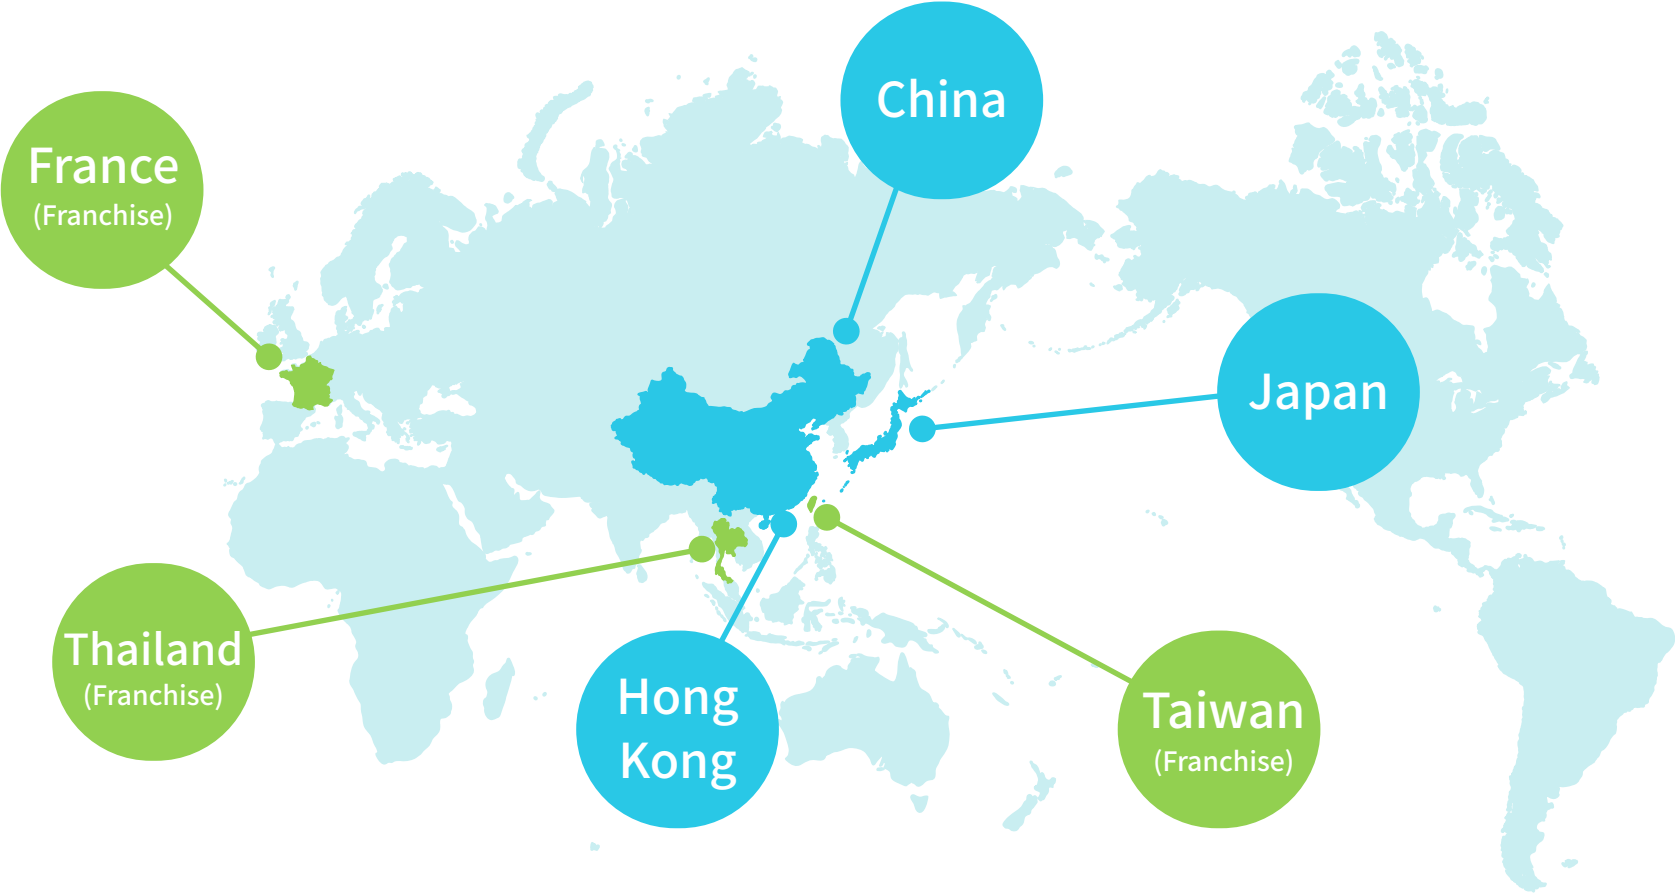 China
France
(Franchise)
Japan
Thailand
(Franchise)
Hong
Kong
Taiwan
(Franchise)